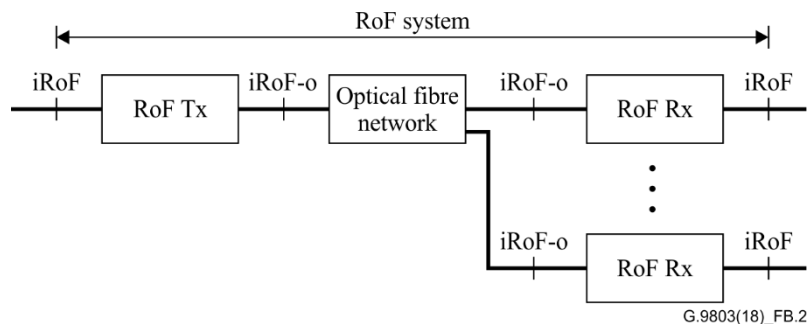 RoF system
iRoF
RoF Tx
iRoF-o
Optical fibre
network
iRoF-o
RoF Rx
iRoF
iRoF-o
RoF Rx
iRoF
G.9803(18)_FB.2